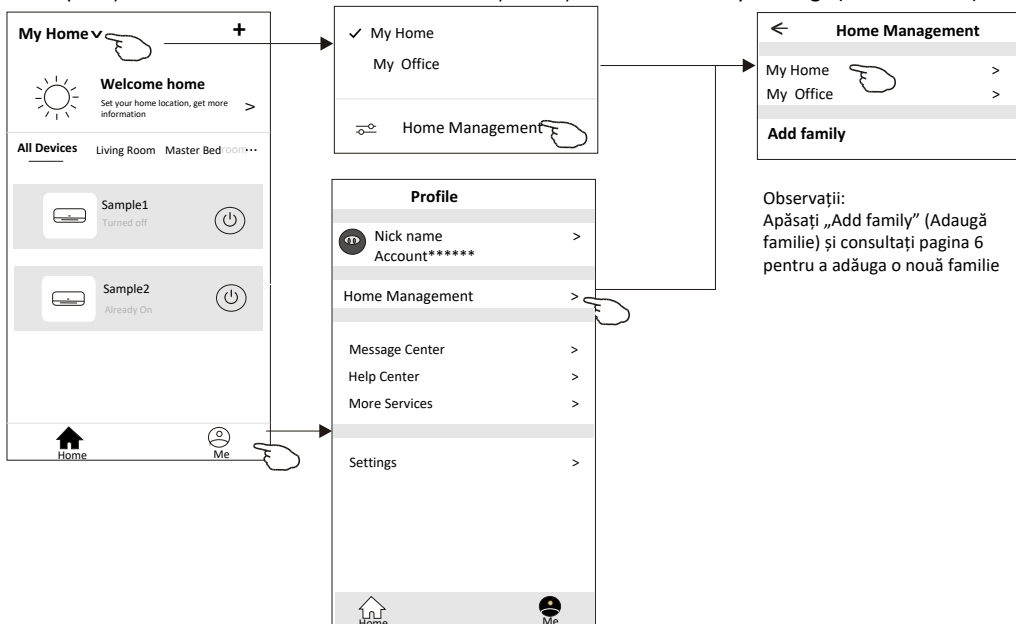 My Home
+
Welcome home
Set your home location, get more
information
>
All Devices Living Room Master Bedroom...
Sample1
Turned off
Sample2
Already On
Home
Me
✓ My Home
My Office
Home Management
Profile
Nick name >
Account******
Home Management >
Message Center >
Help Center >
More Services >
Settings >
Home
Me
Home Management
My Home >
My Office >
Add family
Observații:
Apăsați „Add family” (Adaugă
familie) și consultați pagina 6
pentru a adăuga o nouă familie